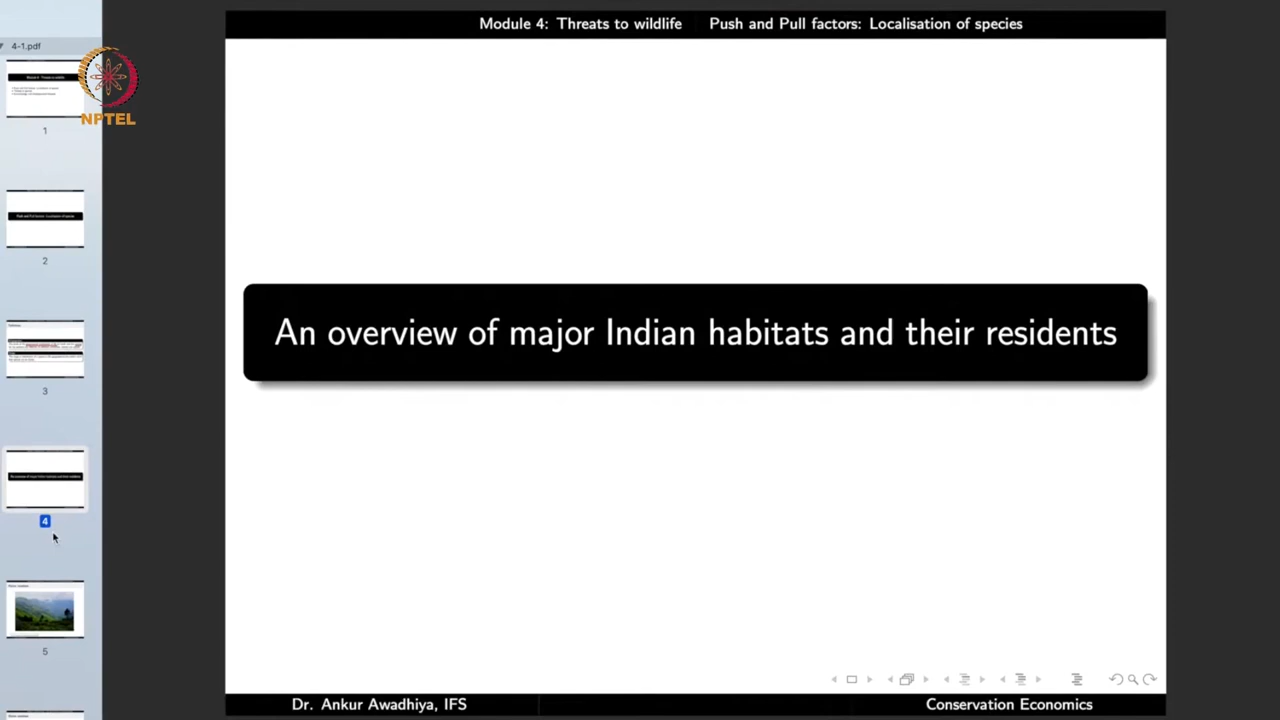 Module 4: Threats to wildlife Push and Pull factors: Localisation of species
4-1.pdf
NPTEL
1
2
3
An overview of major Indian habitats and their residents
4
5
Dr. Ankur Awadhiya, IFS Conservation Economics